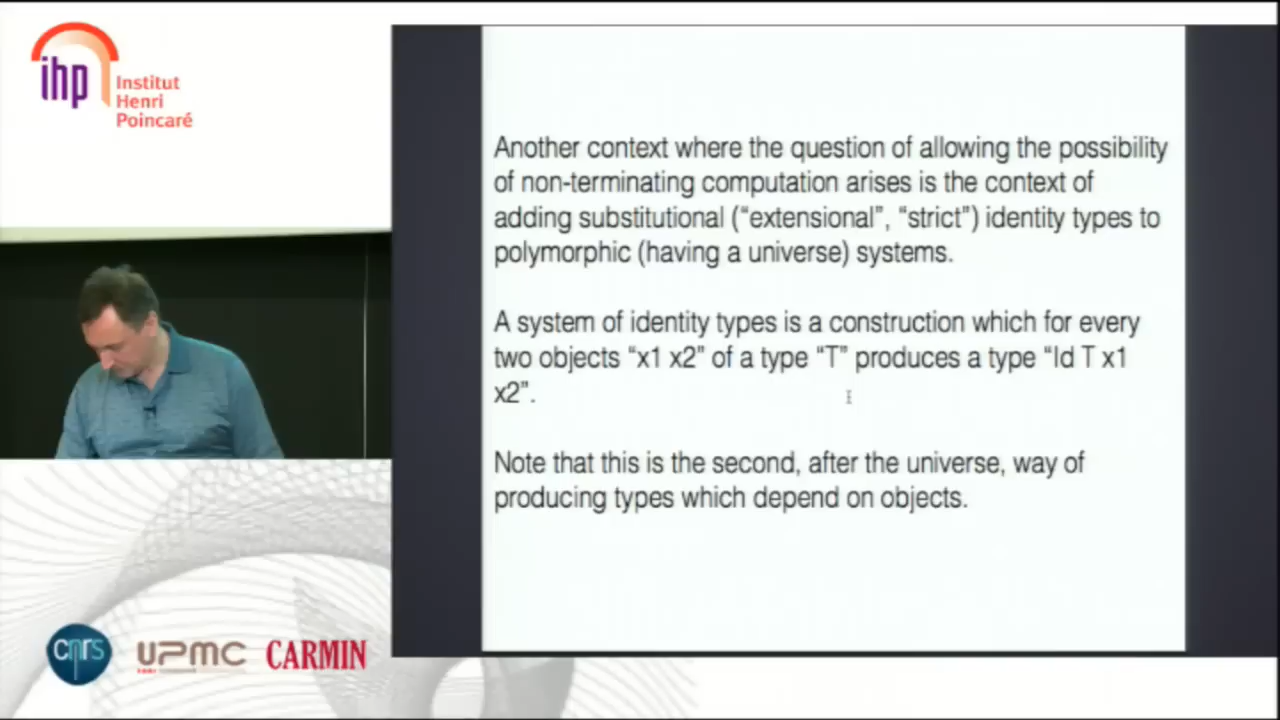 ihp
Institut
Henri
Poincaré
Another context where the question of allowing the possibility
of non-terminating computation arises is the context of
adding substitutional (“extensional”, “strict”) identity types to
polymorphic (having a universe) systems.
A system of identity types is a construction which for every
two objects “x1 x2” of a type “T” produces a type “Id T x1
x2”.
Note that this is the second, after the universe, way of
producing types which depend on objects.
cnrs
UPMC
CARMIN